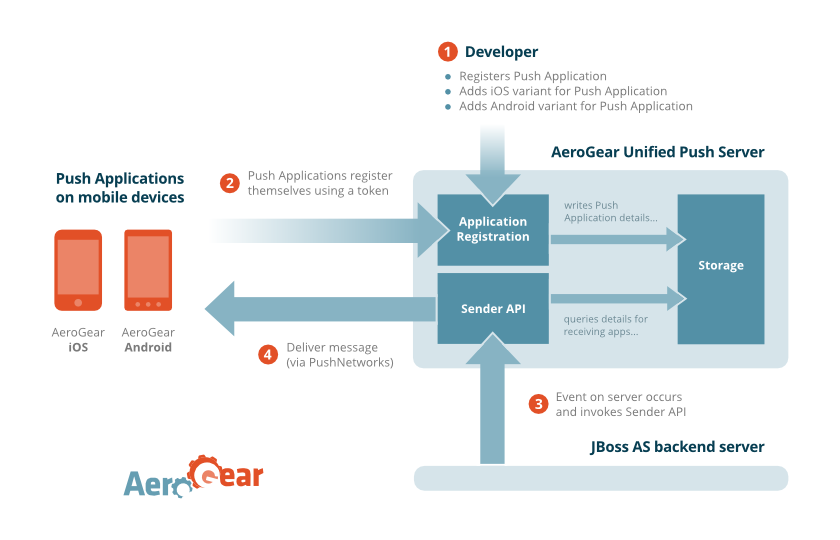 1 Developer
Registers Push Application
Adds iOS variant for Push Application
Adds Android variant for Push Application
AeroGear Unified Push Server
Push Applications
on mobile devices
2 Push Applications register
themselves using a token
Application
Registration
writes Push
Application details...
Storage
Sender API
queries details for
receiving apps...
AeroGear
iOS
AeroGear
Android
4 Deliver message
(via PushNetworks)
3 Event on server occurs
and invokes Sender API
JBoss AS backend server
AeroGear